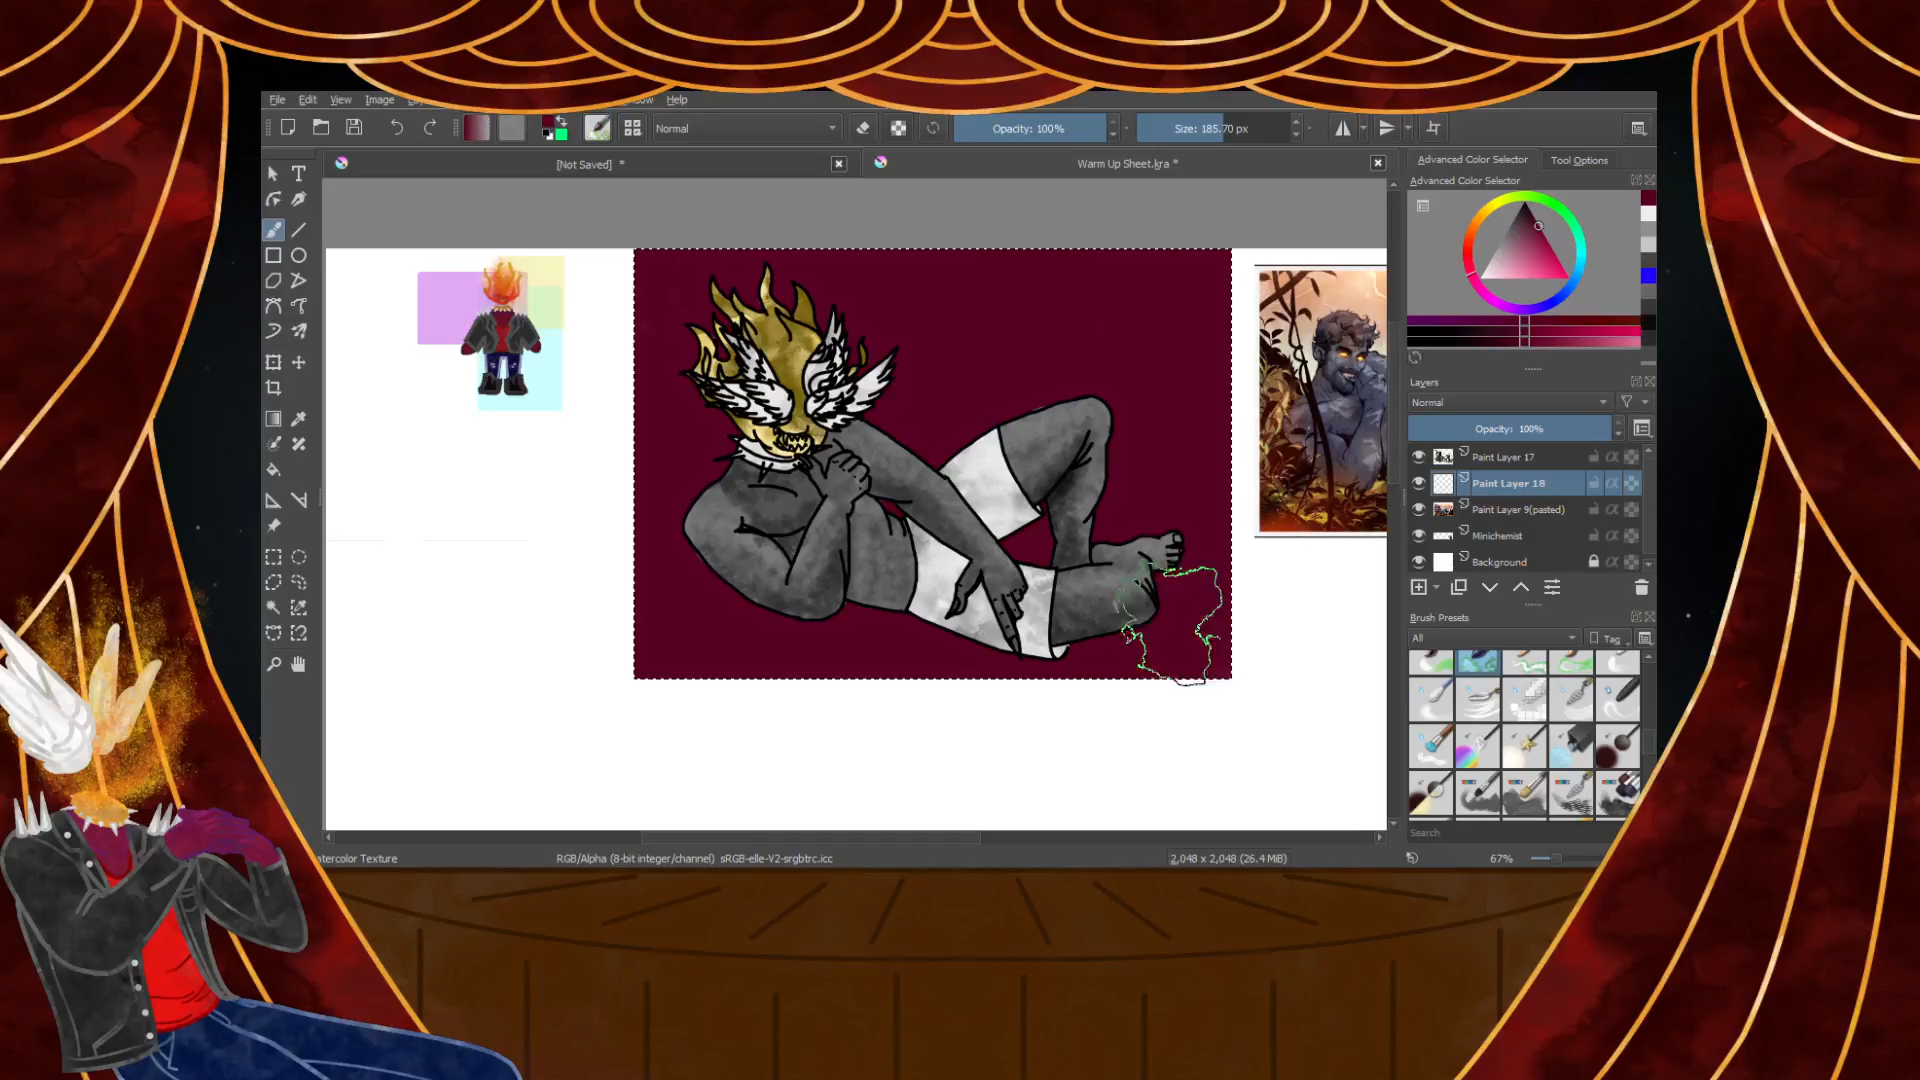 File Edit View Image Help
Normal
Opacity: 100%
Size: 185.70 px
[Not Saved] *
Warm Up Sheet.kra *
Advanced Color Selector
Tool Options
Advanced Color Selector
Layers
Normal
Opacity: 100%
Paint Layer 17
Paint Layer 18
Paint Layer 9(pasted)
Minichemist
Background
Brush Presets
All
Tag
Search
RGB/Alpha (8-bit integer/channel) sRGB-elle-V2-srgbtrc.icc
2,048 x 2,048 (26.4 MiB)
67%